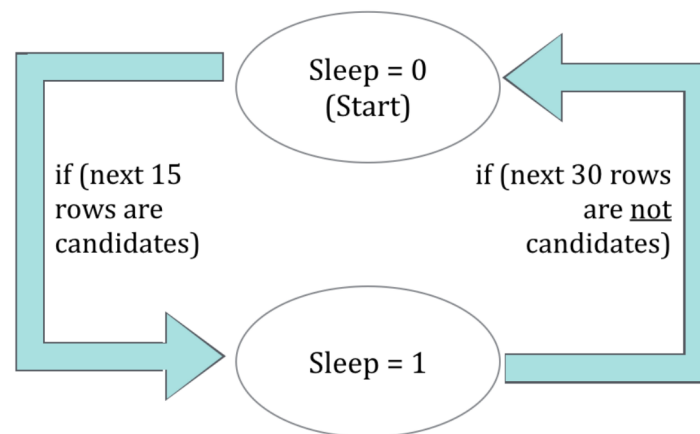 Sleep = 0
(Start)
if (next 15
rows are
candidates)
if (next 30 rows
are not
candidates)
Sleep = 1